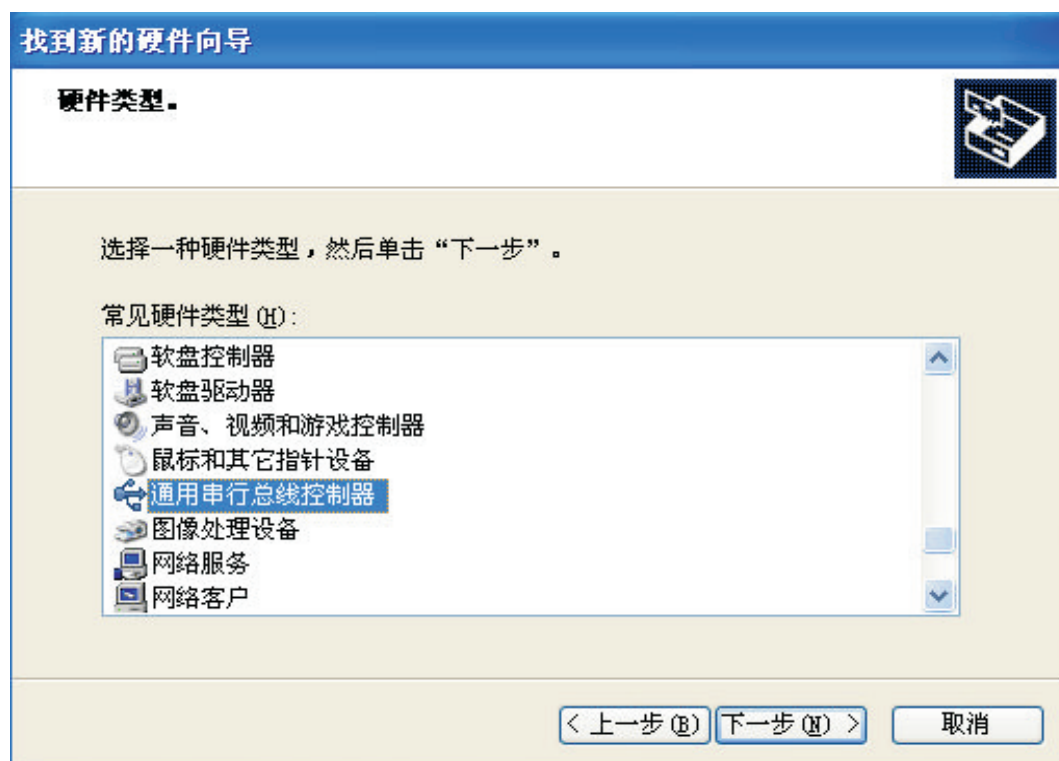 找到新的硬件向导
硬件类型。
选择一种硬件类型，然后单击“下一步”。
常见硬件类型(H):
软盘控制器
软盘驱动器
声音、视频和游戏控制器
鼠标和其它指针设备
通用串行总线控制器
图像处理设备
网络服务
网络客户
< 上一步(B) 下一步(N) > 取消